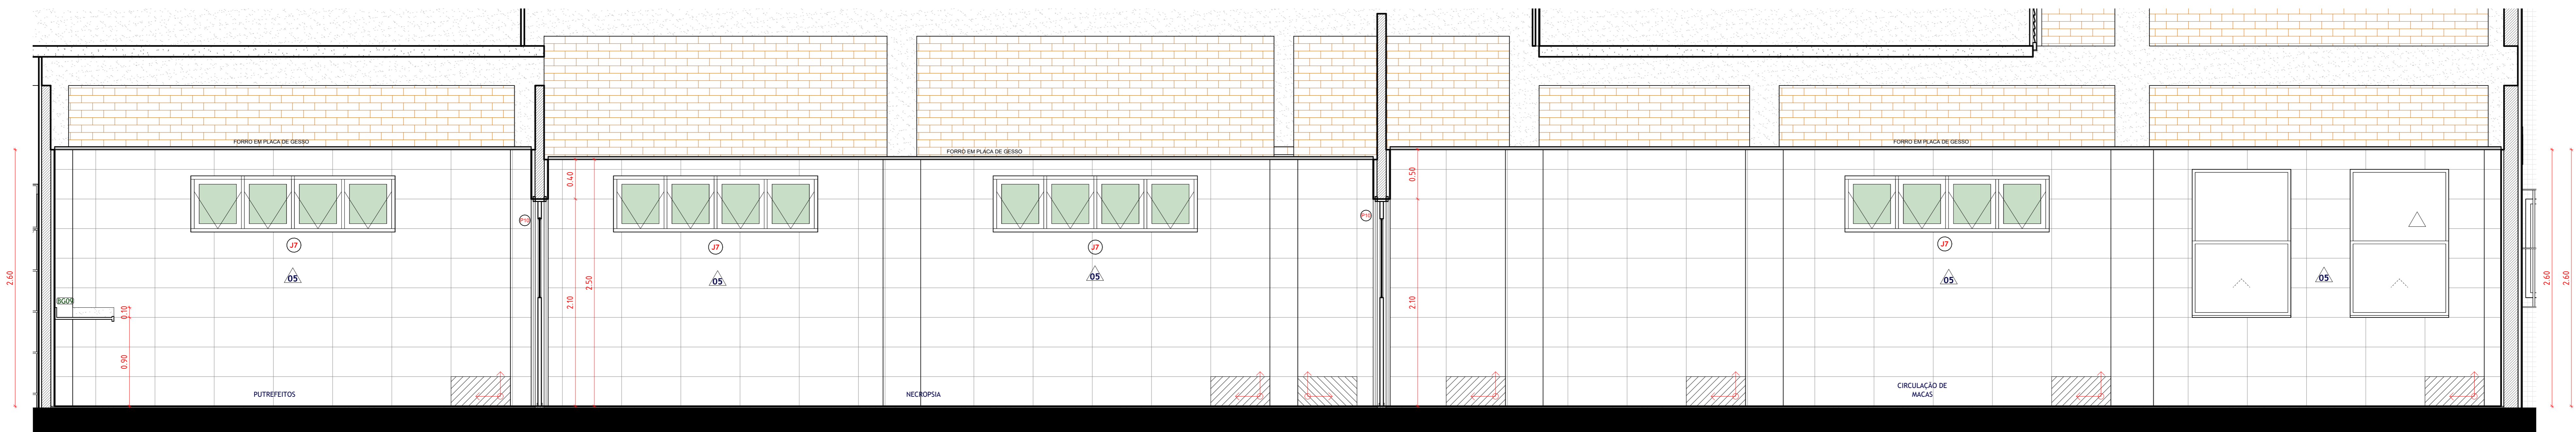 FORRO EM PLACA DE GESSO
FORRO EM PLACA DE GESSO
FORRO EM PLACA DE GESSO
0.40
0.50
P10
P10
J7
J7
J7
J7
05
05
05
05
05
2.60
2.50
2.60
2.60
BG09
0.10
2.10
2.10
0.90
PUTREFEITOS
NECROPSIA
CIRCULAÇÃO DE
MACAS